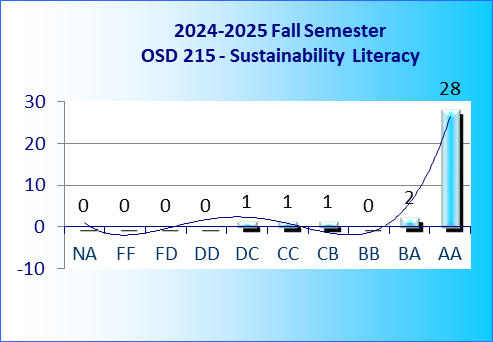 2024-2025 Fall Semester
OSD 215 - Sustainability Literacy
28
30
20
10
0 0 0 0 1 1 1 0 2
0
NA FF FD DD DC CC CB BB BA AA
-10